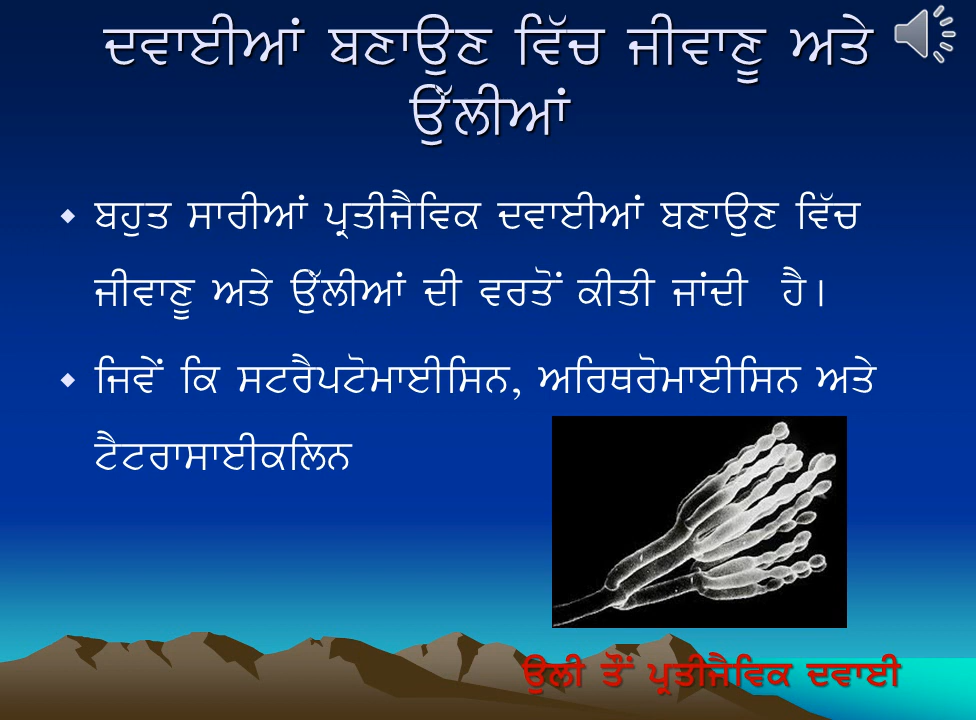 ਦਵਾਈਆਂ ਬਣਾਉਣ ਵਿੱਚ ਜੀਵਾਣੂ ਅਤੇ
ਉੱਲੀਆਂ
ਬਹੁਤ ਸਾਰੀਆਂ ਪ੍ਰਤੀਜੈਵਿਕ ਦਵਾਈਆਂ ਬਣਾਉਣ ਵਿੱਚ
ਜੀਵਾਣੂ ਅਤੇ ਉੱਲੀਆਂ ਦੀ ਵਰਤੋਂ ਕੀਤੀ ਜਾਂਦੀ ਹੈ।
ਜਿਵੇਂ ਕਿ ਸਟਰੈਪਟੋਮਾਈਸਿਨ, ਅਰਿਥਰੋਮਾਈਸਿਨ ਅਤੇ
ਟੈਟਰਾਸਾਈਕਲਿਨ
ਉਲੀ ਤੌਂ ਪ੍ਰਤੀਜੈਵਿਕ ਦਵਾਈ